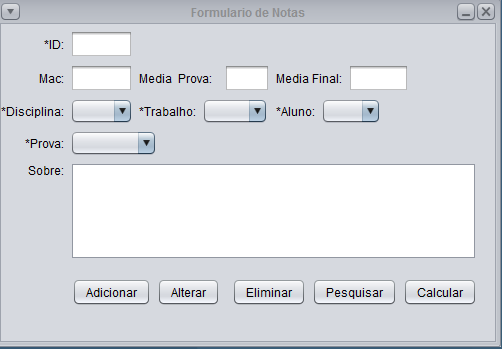 Formulario de Notas
*ID:
Mac: Media Prova: Media Final:
*Disciplina: *Trabalho: *Aluno:
*Prova:
Sobre:
Adicionar Alterar Eliminar Pesquisar Calcular